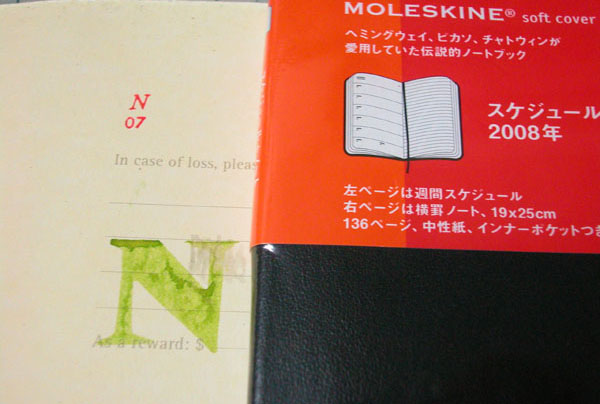 N
07
In case of loss, pleas
N
As a reward: $
MOLESKINE® soft cover
ヘミングウェイ、ピカソ、チャトウィンが
愛用していた伝説的ノートブック
スケジュール
2008年
左ページは週間スケジュール
右ページは横罫ノート、19x25cm
136ページ、中性紙、インナーポケットつき